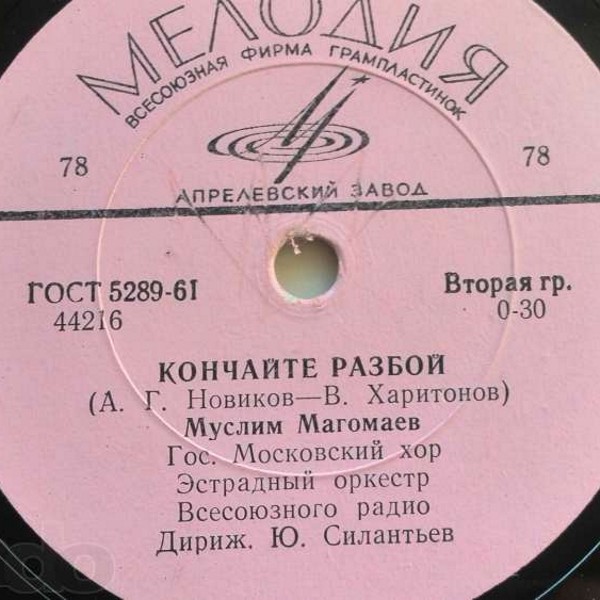 МЕЛОДИЯ
ВСЕСОЮЗНАЯ ФИРМА ГРАМПЛАСТИНОК
78 78
АПРЕЛЕВСКИЙ ЗАВОД
ГОСТ 5289-61 Вторая гр.
44216 0-30
КОНЧАЙТЕ РАЗБОЙ
(А. Г. Новиков—В. Харитонов)
Муслим Магомаев
Гос. Московский хор
Эстрадный оркестр
Всесоюзного радио
Дириж. Ю. Силантьев